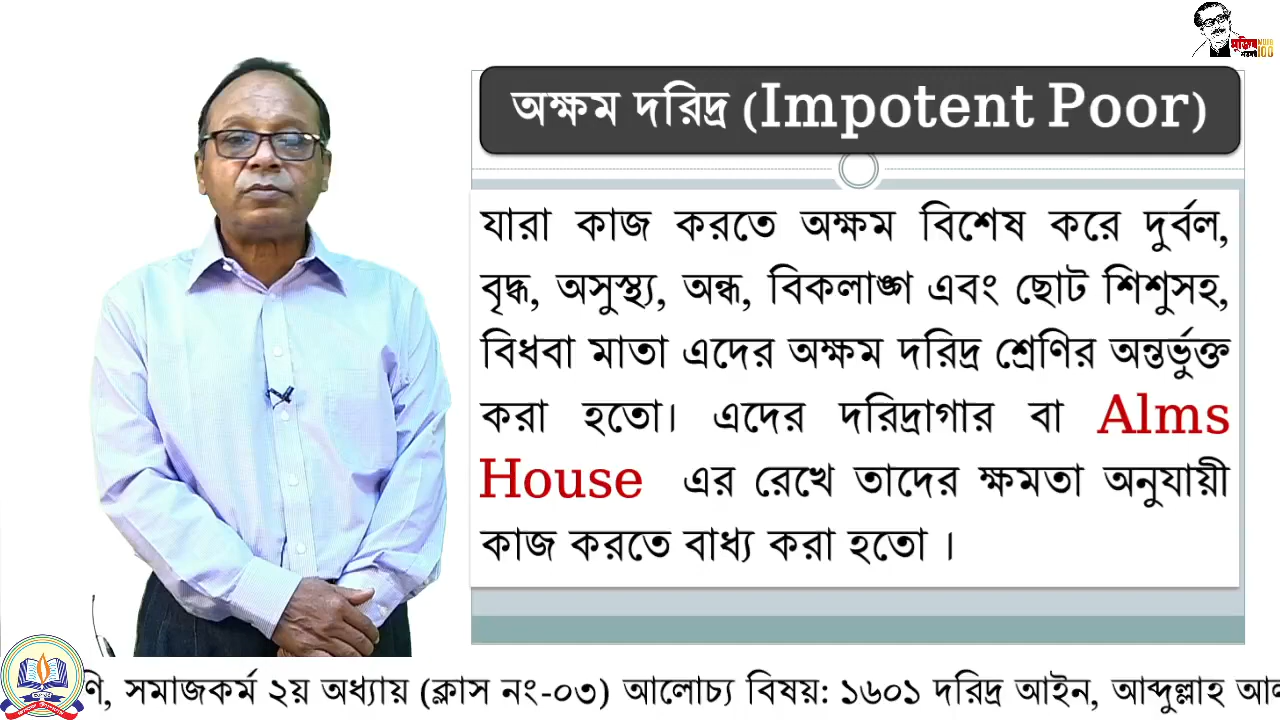 অক্ষম দরিদ্র (Impotent Poor)
যারা কাজ করতে অক্ষম বিশেষ করে দুর্বল,
বৃদ্ধ, অসুস্থ্য, অন্ধ, বিকলাঙ্গ এবং ছোট শিশুসহ,
বিধবা মাতা এদের অক্ষম দরিদ্র শ্রেণির অন্তর্ভুক্ত
করা হতো। এদের দরিদ্রাগার বা Alms
House এর রেখে তাদের ক্ষমতা অনুযায়ী
কাজ করতে বাধ্য করা হতো ।
সমাজকর্ম ২য় অধ্যায় (ক্লাস নং-০৩) আলোচ্য বিষয়: ১৬০১ দরিদ্র আইন, আব্দুল্লাহ